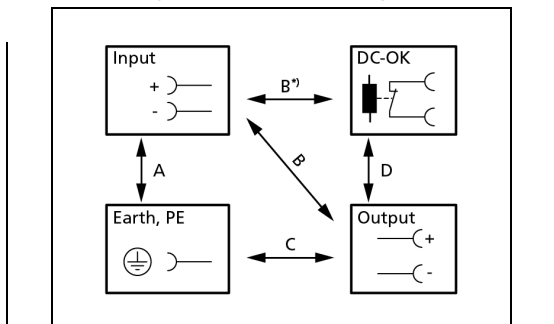 Input
+
-
B*)
DC-OK
A
B
D
Earth, PE
C
Output
+
-